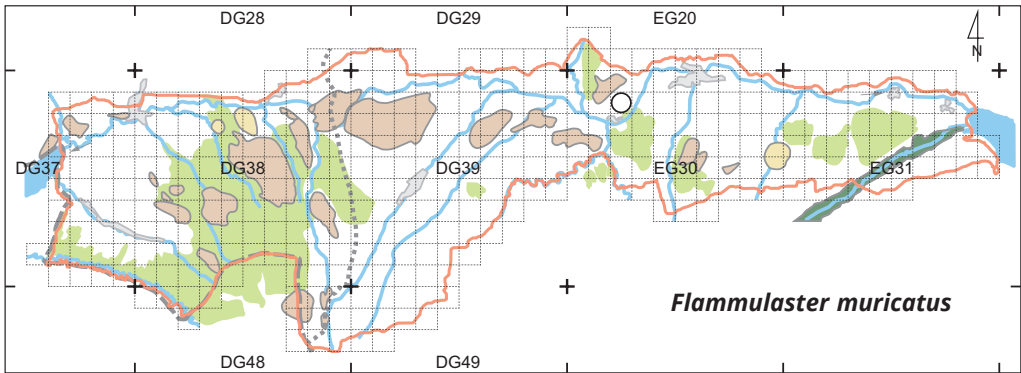 DG28 DG29 EG20
N
DG37 DG38 DG39 EG30 EG31
Flammulaster muricatus
DG48 DG49